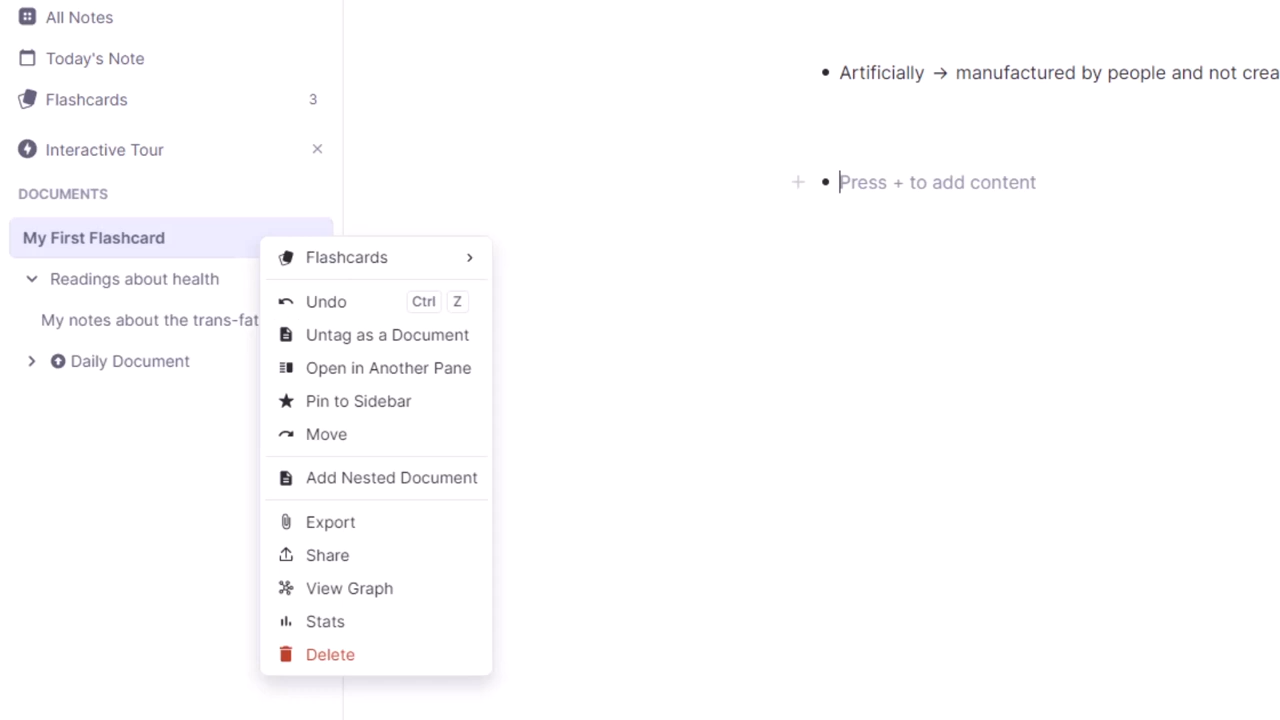 All Notes
Today's Note
Flashcards 3
Interactive Tour
DOCUMENTS
My First Flashcard
Readings about health
My notes about the trans-fat
Daily Document
Flashcards
Undo Ctrl Z
Untag as a Document
Open in Another Pane
Pin to Sidebar
Move
Add Nested Document
Export
Share
View Graph
Stats
Delete
Artificially → manufactured by people and not crea
Press + to add content